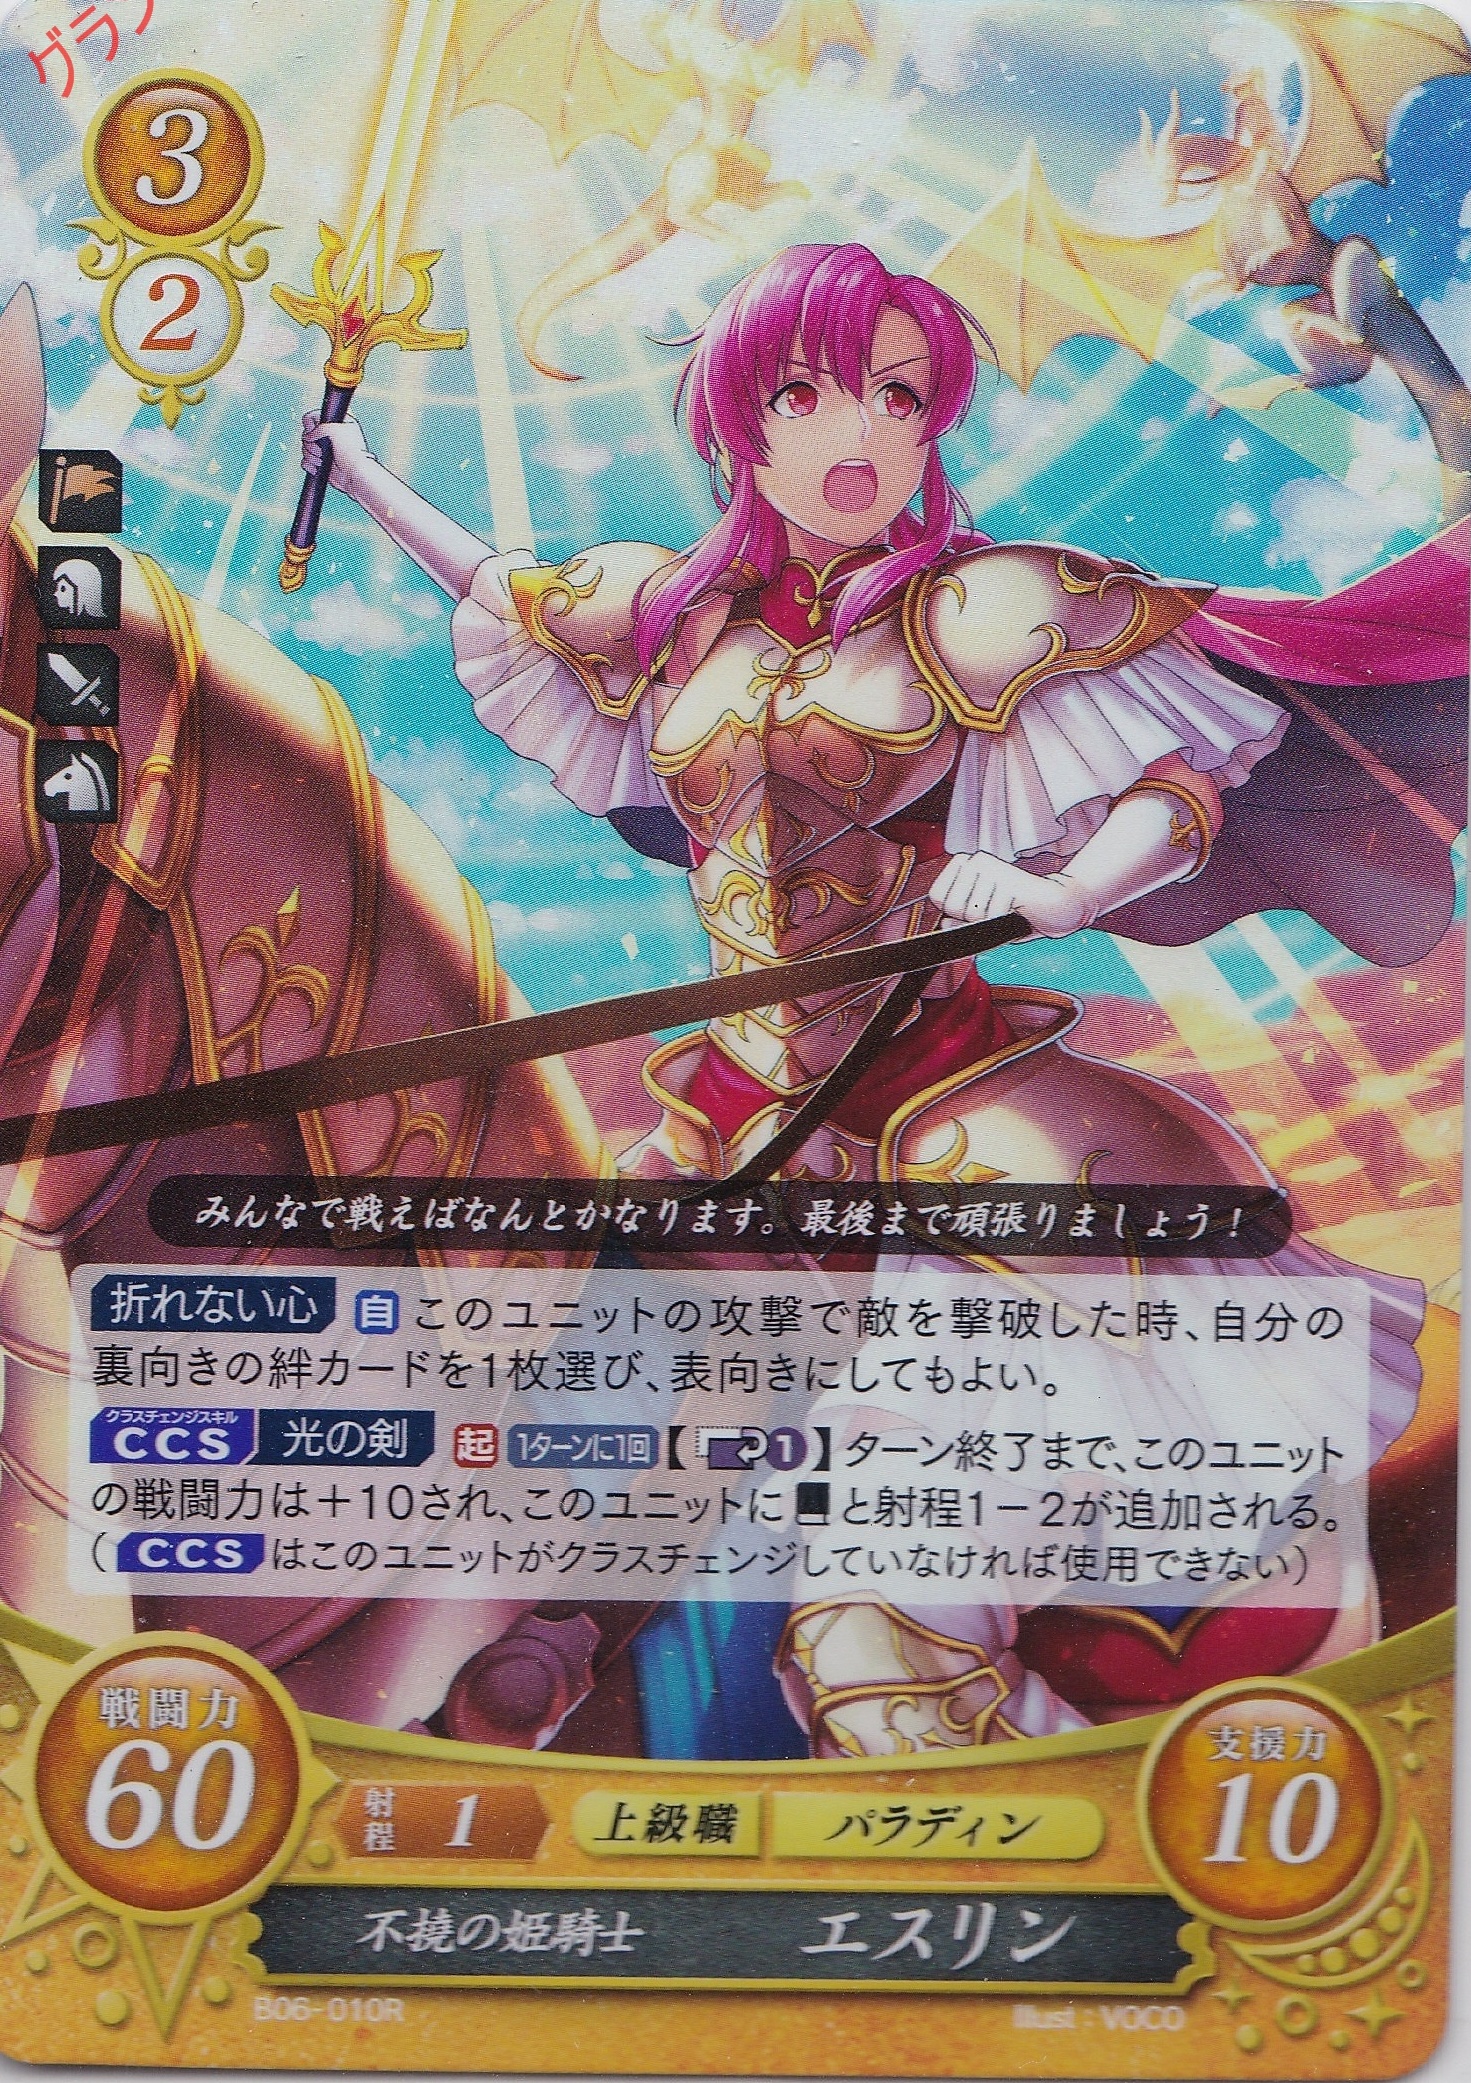 グラン
3
2
みんなで戦えばなんとかなります。最後まで頑張りましょう！
折れない心 自 このユニットの攻撃で敵を撃破した時、自分の
裏向きの絆カードを1枚選び、表向きにしてもよい。
クラスチェンジスキル
CCS 光の剣 起 1ターンに1回 【1】ターン終了まで、このユニット
の戦闘力は＋10され、このユニットに と射程1－2が追加される。
（CCSはこのユニットがクラスチェンジしていなければ使用できない）
戦闘力
60
射程 1
上級職 パラディン
支援力
10
不撓の姫騎士 エスリン
B06-010R
Illust：VOCO